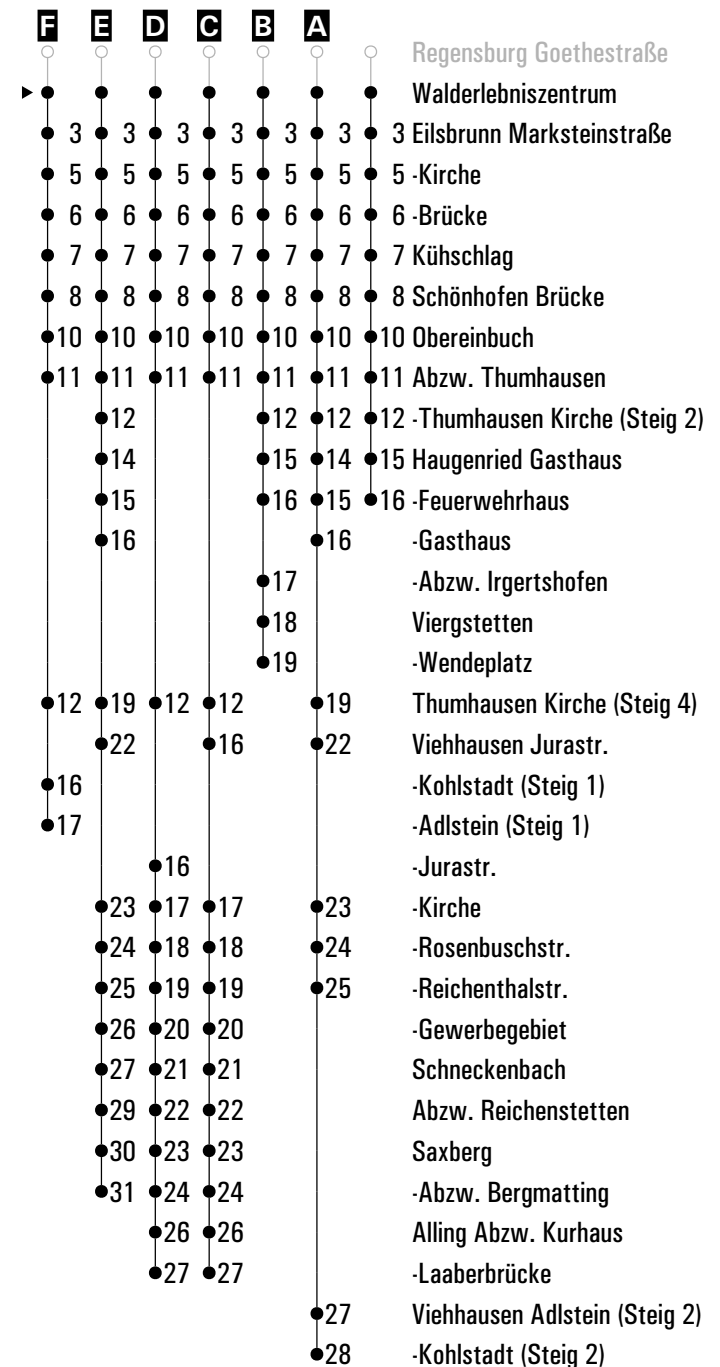 F E D C B A
Regensburg Goethestraße
Walderlebniszentrum
3 3 3 3 3 3 3 Eilsbrunn Marksteinstraße
5 5 5 5 5 5 5 -Kirche
6 6 6 6 6 6 6 -Brücke
7 7 7 7 7 7 7 Kühschlag
8 8 8 8 8 8 8 Schönhofen Brücke
10 10 10 10 10 10 10 Obereinbuch
11 11 11 11 11 11 11 Abzw. Thumhausen
12 12 12 12 -Thumhausen Kirche (Steig 2)
14 15 14 15 Haugenried Gasthaus
15 16 15 16 -Feuerwehrhaus
16 16 -Gasthaus
17 -Abzw. Irgertshofen
18 Viergstetten
19 -Wendeplatz
12 19 12 12 19 Thumhausen Kirche (Steig 4)
22 16 22 Viehhausen Jurastr.
16 -Kohlstadt (Steig 1)
17 -Adlstein (Steig 1)
16 -Jurastr.
23 17 17 23 -Kirche
24 18 18 24 -Rosenbuschstr.
25 19 19 25 -Reichenthalstr.
26 20 20 -Gewerbegebiet
27 21 21 Schneckenbach
29 22 22 Abzw. Reichenstetten
30 23 23 Saxberg
31 24 24 -Abzw. Bergmatting
26 26 Alling Abzw. Kurhaus
27 27 -Laaberbrücke
27 Viehhausen Adlstein (Steig 2)
28 -Kohlstadt (Steig 2)